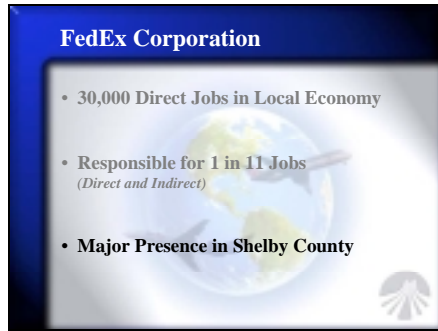 FedEx Corporation
• 30,000 Direct Jobs in Local Economy
• Responsible for 1 in 11 Jobs
(Direct and Indirect)
• Major Presence in Shelby County